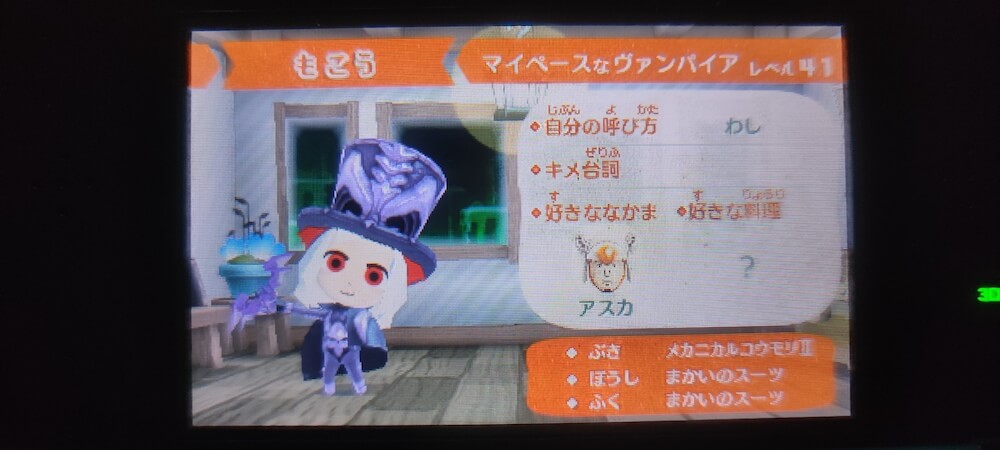 もこう
マイペースなヴァンパイア レベル41
じぶん よ かた
自分の呼び方 わし
ぜりふ
キメ台詞
す す りょうり
好きななかま 好きな料理
?
アスカ
ぶき メカニカルコウモリⅡ
ぼうし まかいのスーツ
ふく まかいのスーツ
3D